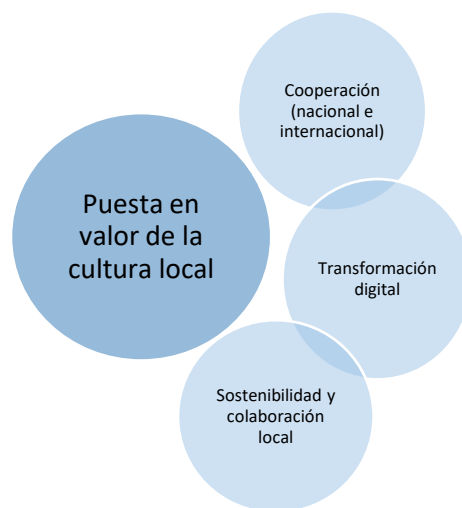 Cooperación
(nacional e
internacional)
Puesta en
valor de la
cultura local
Transformación
digital
Sostenibilidad y
colaboración
local